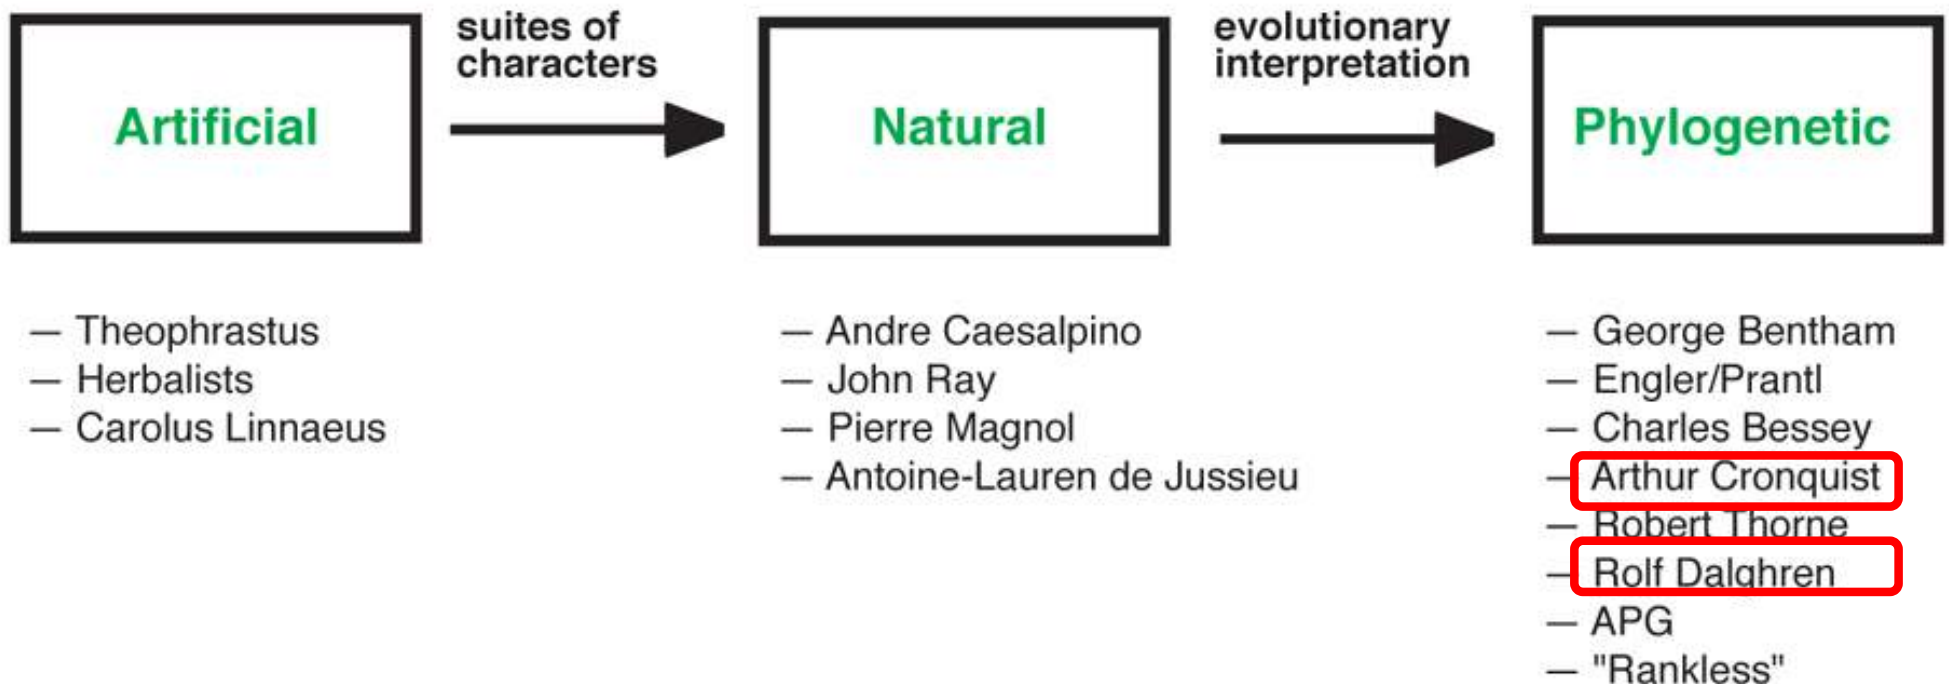 suites of
characters
evolutionary
interpretation
Artificial
Natural
Phylogenetic
— Theophrastus
— Herbalists
— Carolus Linnaeus
— Andre Caesalpino
— John Ray
— Pierre Magnol
— Antoine-Lauren de Jussieu
— George Bentham
— Engler/Prantl
— Charles Bessey
— Arthur Cronquist
— Robert Thorne
— Rolf Dalghren
— APG
— "Rankless"